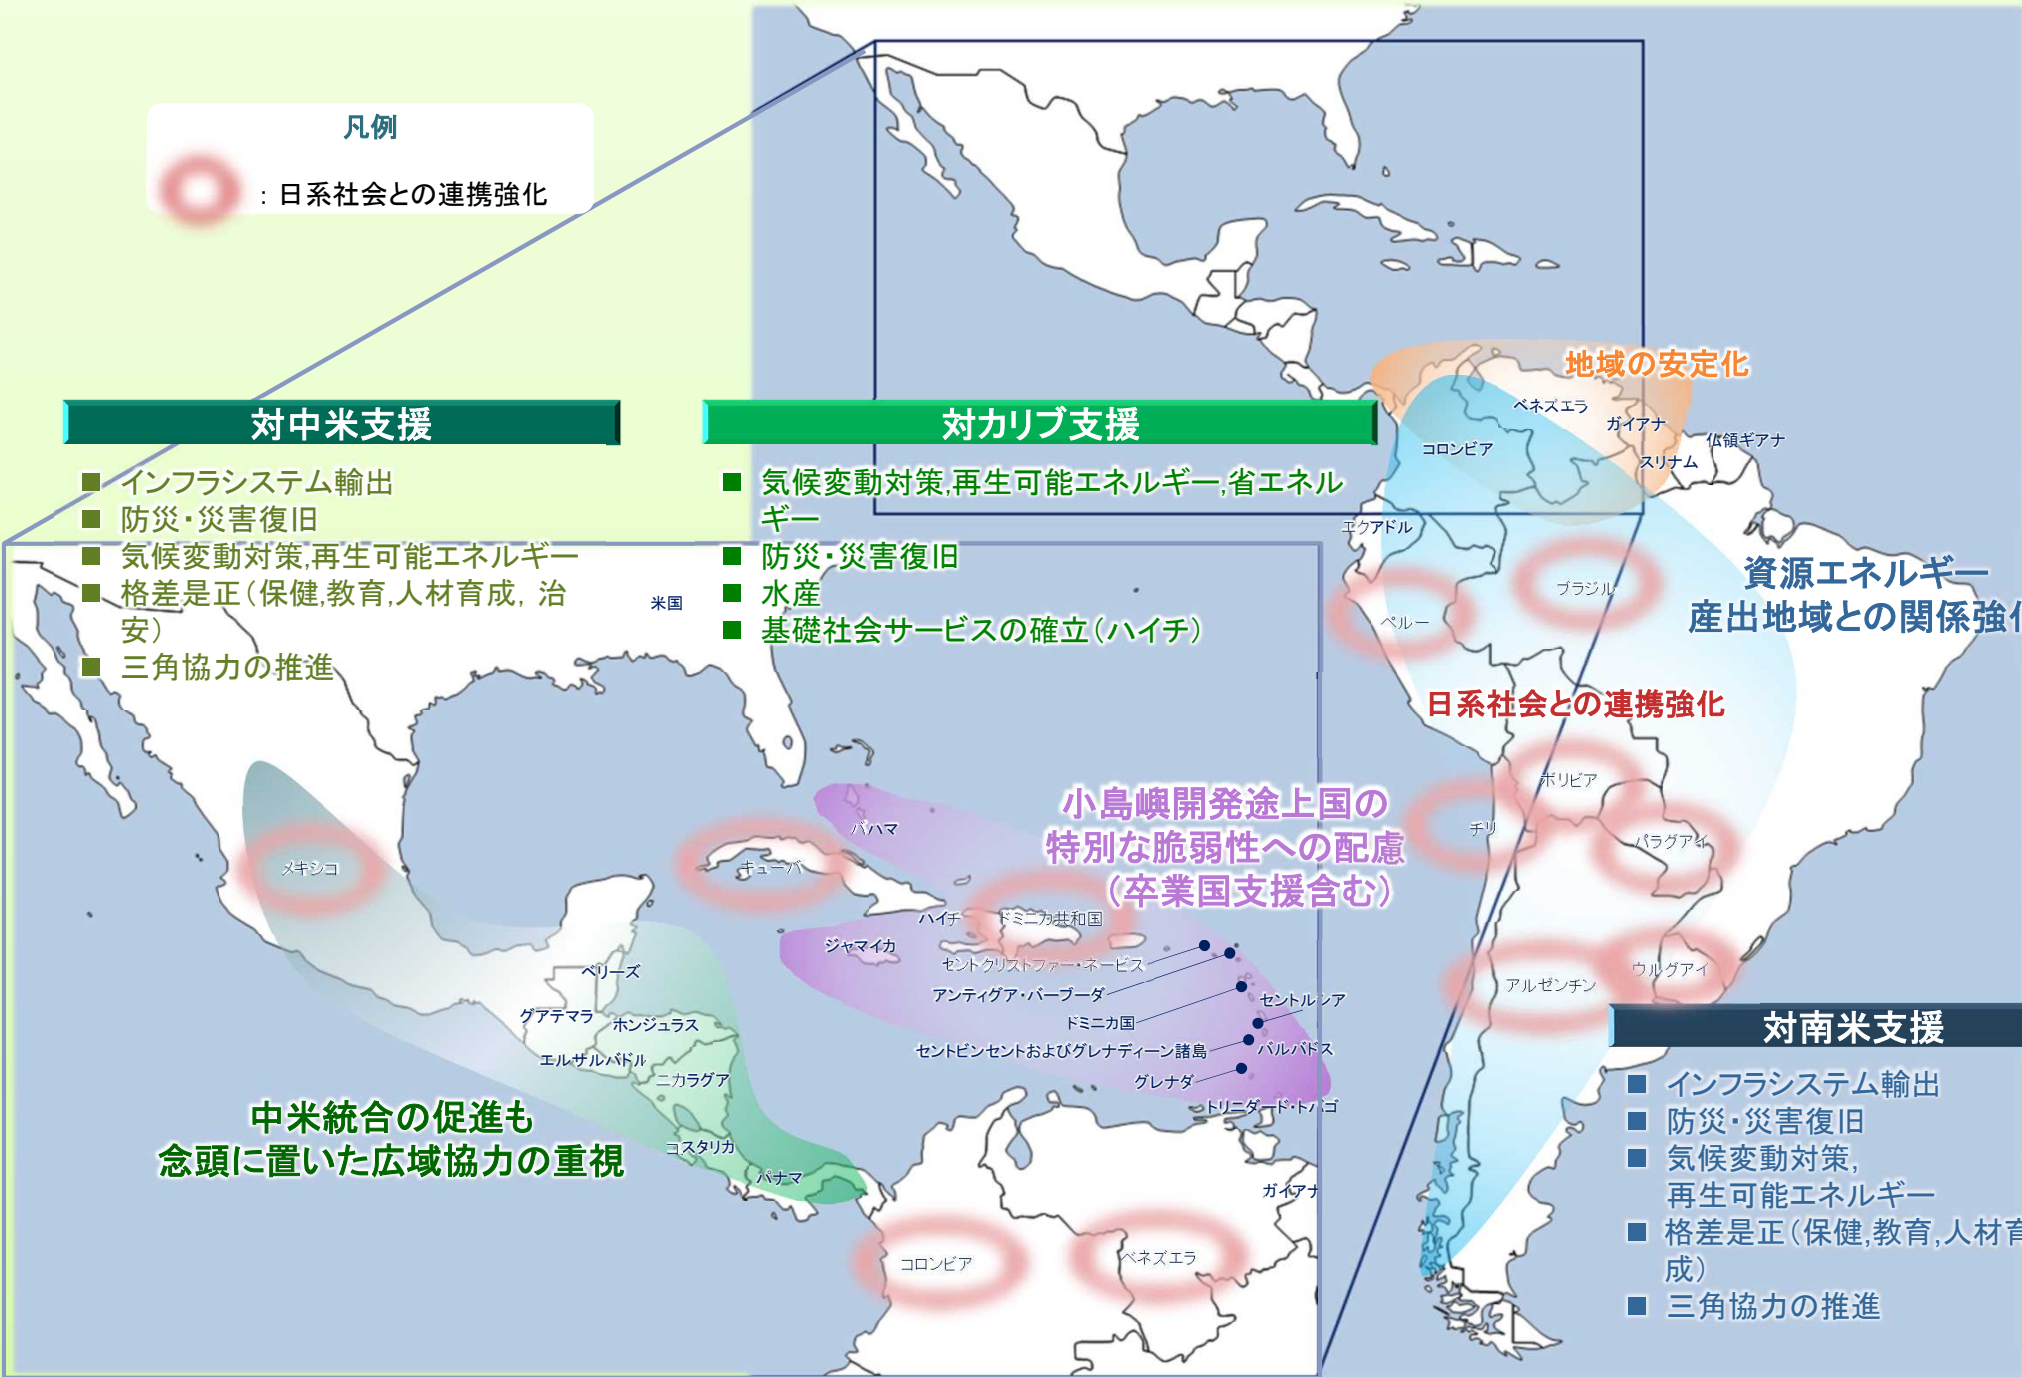 凡例
：日系社会との連携強化
対中米支援
■ インフラシステム輸出
■ 防災・災害復旧
■ 気候変動対策,再生可能エネルギー
■ 格差是正（保健,教育,人材育成, 治
安）
■ 三角協力の推進
対カリブ支援
■ 気候変動対策,再生可能エネルギー,省エネル
ギー
■ 防災・災害復旧
■ 水産
■ 基礎社会サービスの確立（ハイチ）
地域の安定化
ベネズエラ
ガイアナ
仏領ギアナ
コロンビア
スリナム
エクアドル
ブラジル
ペルー
資源エネルギー
産出地域との関係強化
日系社会との連携強化
ボリビア
チリ
パラグアイ
アルゼンチン
ウルグアイ
米国
メキシコ
キューバ
バハマ
小島嶼開発途上国の
特別な脆弱性への配慮
（卒業国支援含む）
ハイチ
ドミニカ共和国
ジャマイカ
セントクリストファー・ネービス
アンティグア・バーブーダ
セントルシア
ドミニカ国
セントビンセントおよびグレナディーン諸島
バルバドス
グレナダ
トリニダード・トバゴ
ベリーズ
グアテマラ
ホンジュラス
エルサルバドル
ニカラグア
コスタリカ
パナマ
中米統合の促進も
念頭に置いた広域協力の重視
ガイアナ
コロンビア
ベネズエラ
対南米支援
■ インフラシステム輸出
■ 防災・災害復旧
■ 気候変動対策,
再生可能エネルギー
■ 格差是正（保健,教育,人材育
成）
■ 三角協力の推進